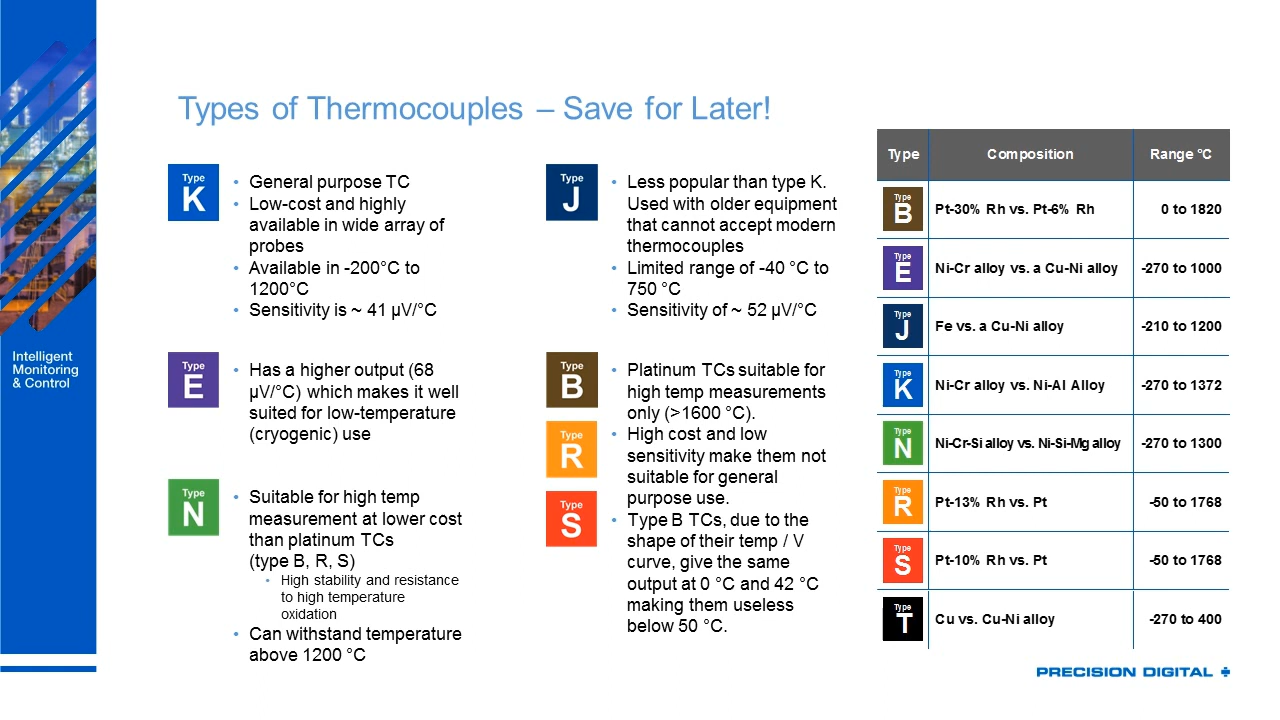 Types of Thermocouples – Save for Later!
Type
K
• General purpose TC
• Low-cost and highly
available in wide array of
probes
• Available in -200°C to
1200°C
• Sensitivity is ~ 41 µV/°C
Type
E
• Has a higher output (68
µV/°C) which makes it well
suited for low-temperature
(cryogenic) use
Type
N
• Suitable for high temp
measurement at lower cost
than platinum TCs
(type B, R, S)
• High stability and resistance
to high temperature
oxidation
• Can withstand temperature
above 1200 °C
Type
J
• Less popular than type K.
Used with older equipment
that cannot accept modern
thermocouples
• Limited range of -40 °C to
750 °C
• Sensitivity of ~ 52 µV/°C
Type
B
Type
R
Type
S
• Platinum TCs suitable for
high temp measurements
only (>1600 °C).
• High cost and low
sensitivity make them not
suitable for general
purpose use.
• Type B TCs, due to the
shape of their temp / V
curve, give the same
output at 0 °C and 42 °C
making them useless
below 50 °C.
Type Composition Range °C
Type B Pt-30% Rh vs. Pt-6% Rh 0 to 1820
Type E Ni-Cr alloy vs. a Cu-Ni alloy -270 to 1000
Type J Fe vs. a Cu-Ni alloy -210 to 1200
Type K Ni-Cr alloy vs. Ni-Al Alloy -270 to 1372
Type N Ni-Cr-Si alloy vs. Ni-Si-Mg alloy -270 to 1300
Type R Pt-13% Rh vs. Pt -50 to 1768
Type S Pt-10% Rh vs. Pt -50 to 1768
Type T Cu vs. Cu-Ni alloy -270 to 400
Intelligent
Monitoring
& Control
PRECISION DIGITAL